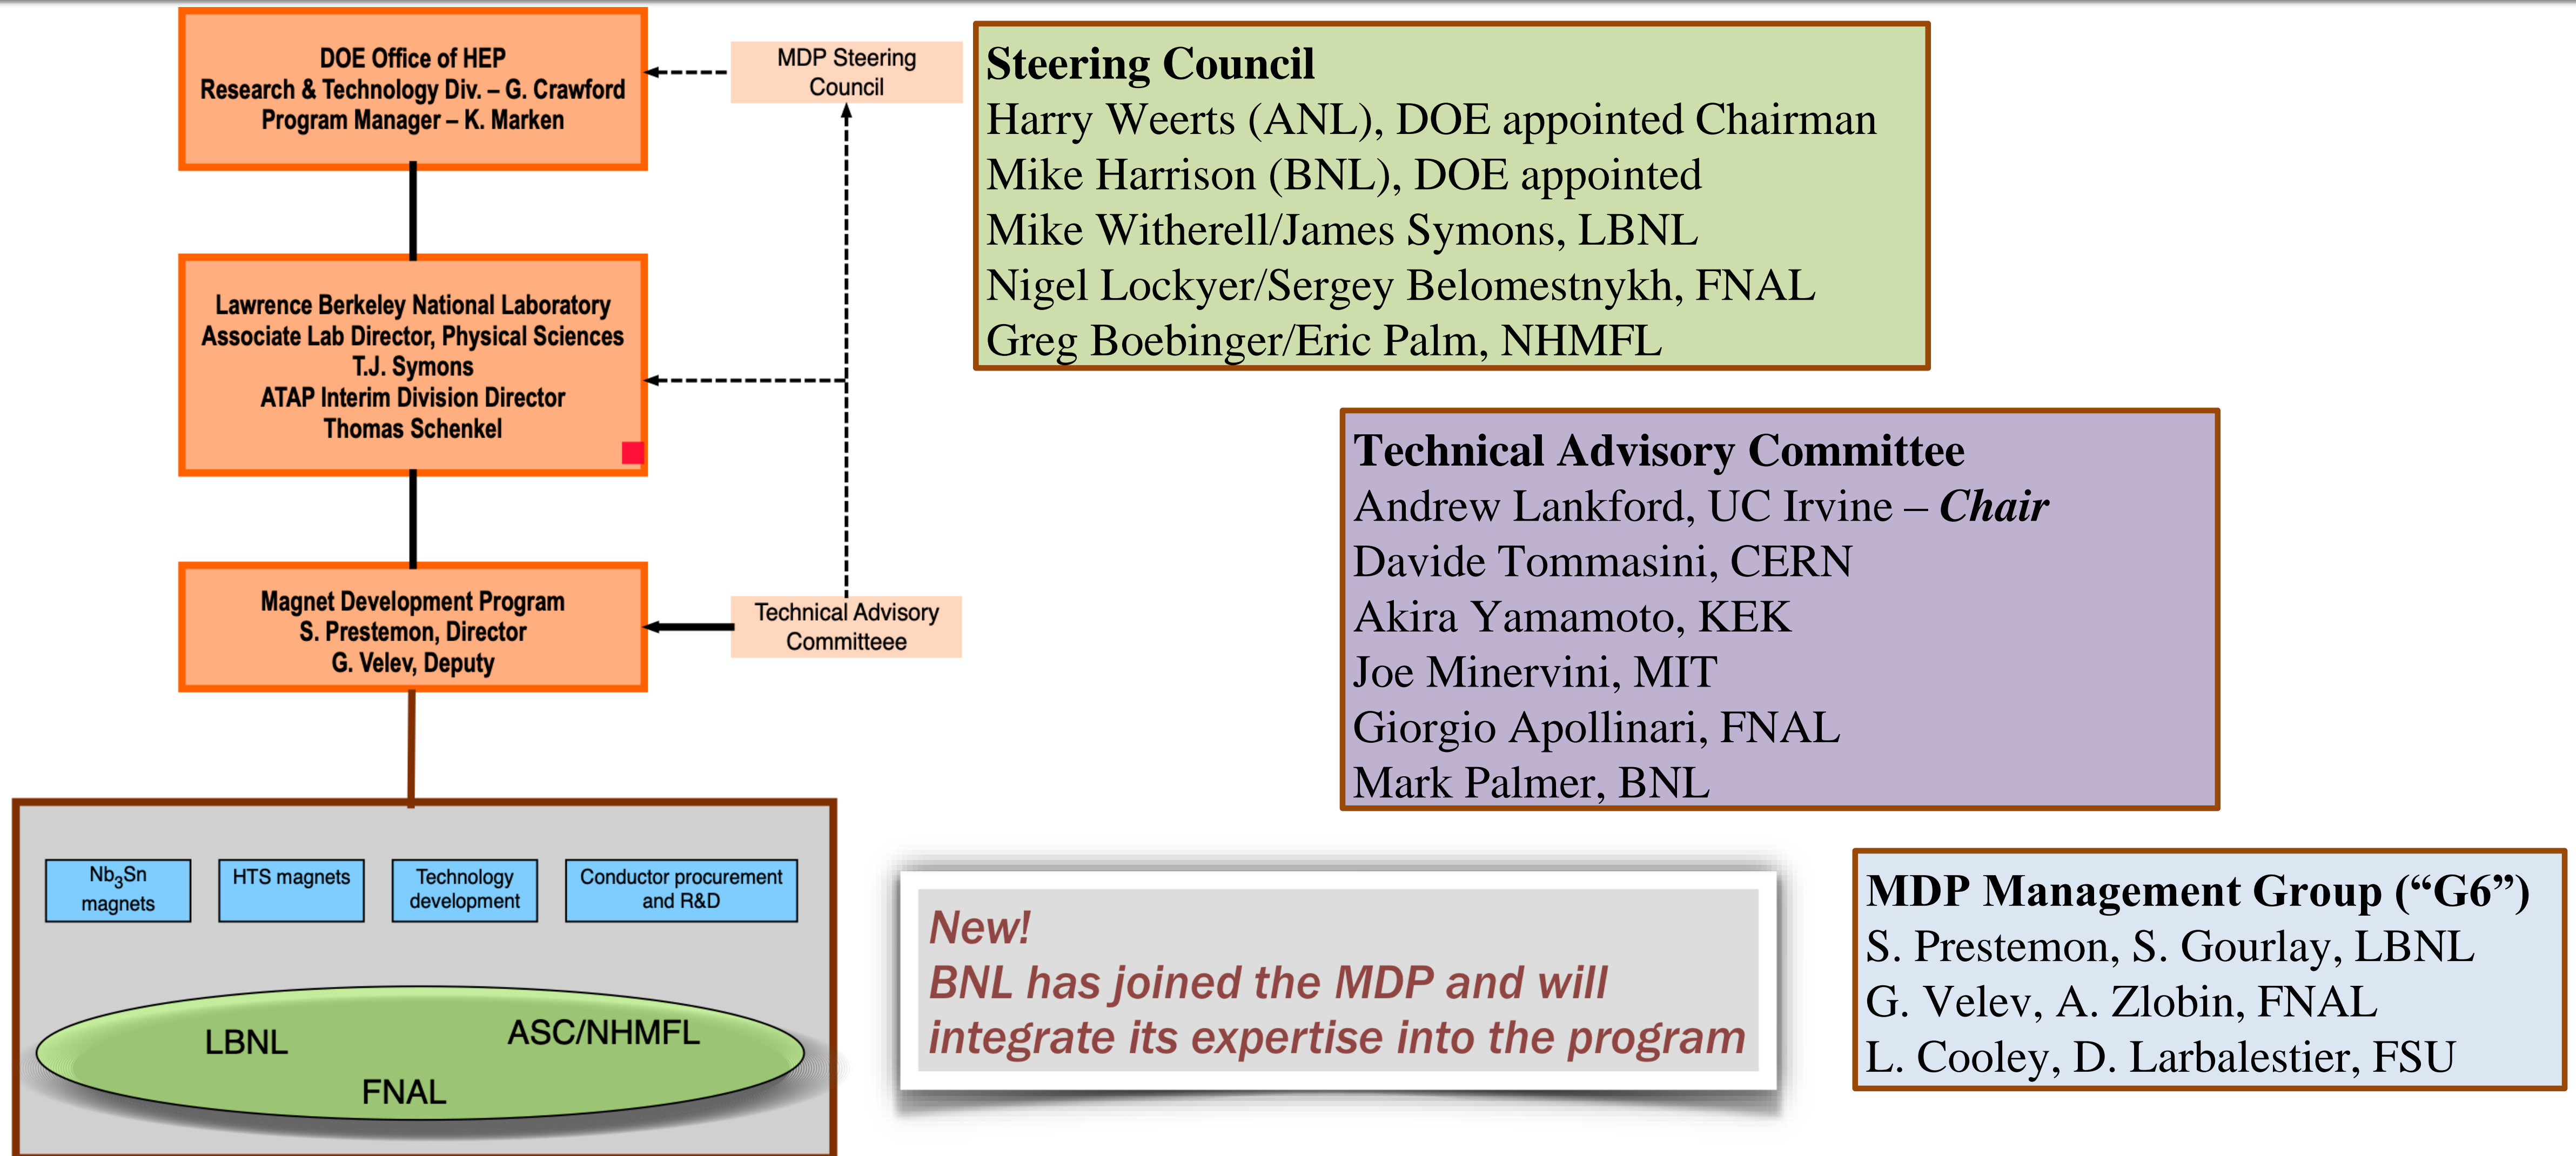 DOE Office of HEP
Research & Technology Div. – G. Crawford
Program Manager – K. Marken
MDP Steering
Council
Lawrence Berkeley National Laboratory
Associate Lab Director, Physical Sciences
T.J. Symons
ATAP Interim Division Director
Thomas Schenkel
Magnet Development Program
S. Prestemon, Director
G. Velev, Deputy
Technical Advisory
Committeee
Nb₃Sn
magnets
HTS magnets
Technology
development
Conductor procurement
and R&D
LBNL
ASC/NHMFL
FNAL
Steering Council
Harry Weerts (ANL), DOE appointed Chairman
Mike Harrison (BNL), DOE appointed
Mike Witherell/James Symons, LBNL
Nigel Lockyer/Sergey Belomestnykh, FNAL
Greg Boebinger/Eric Palm, NHMFL
Technical Advisory Committee
Andrew Lankford, UC Irvine – Chair
Davide Tommasini, CERN
Akira Yamamoto, KEK
Joe Minervini, MIT
Giorgio Apollinari, FNAL
Mark Palmer, BNL
New!
BNL has joined the MDP and will
integrate its expertise into the program
MDP Management Group (“G6”)
S. Prestemon, S. Gourlay, LBNL
G. Velev, A. Zlobin, FNAL
L. Cooley, D. Larbalestier, FSU